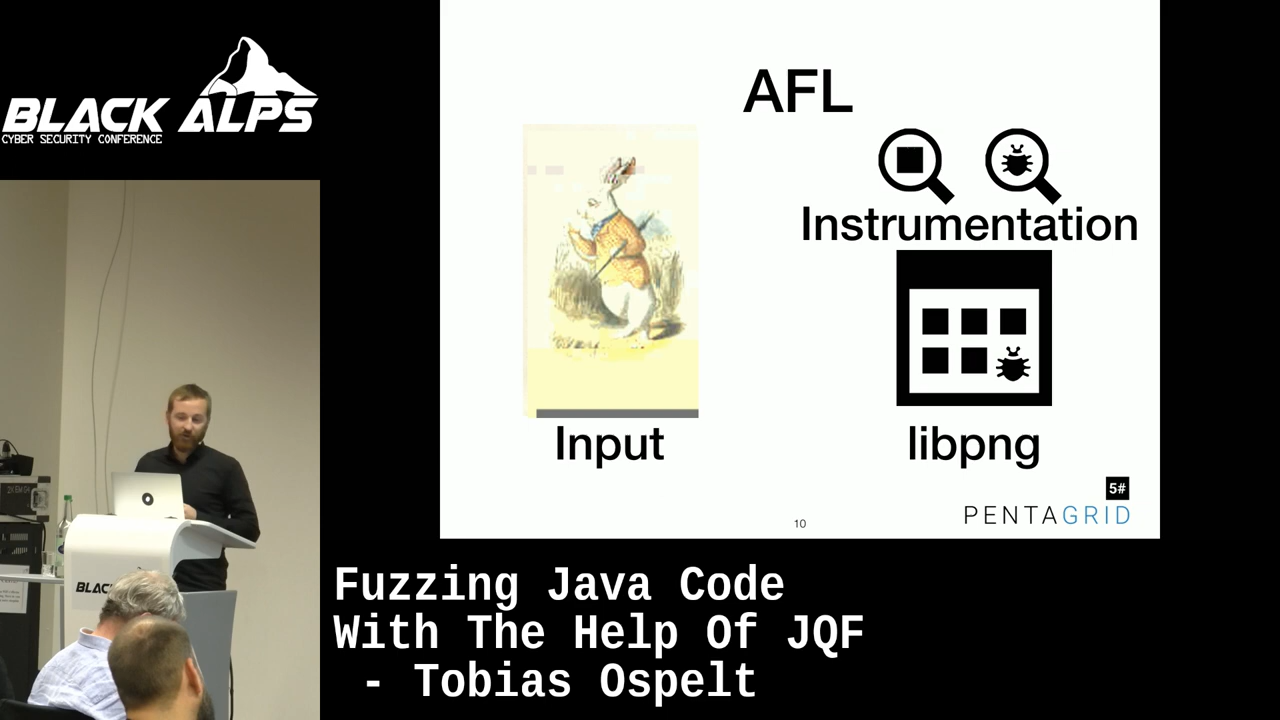 BLACK ALPS
CYBER SECURITY CONFERENCE
AFL
Instrumentation
Input
libpng
5#
PENTAGRID
10
BLACK
Fuzzing Java Code
With The Help Of JQF
- Tobias Ospelt